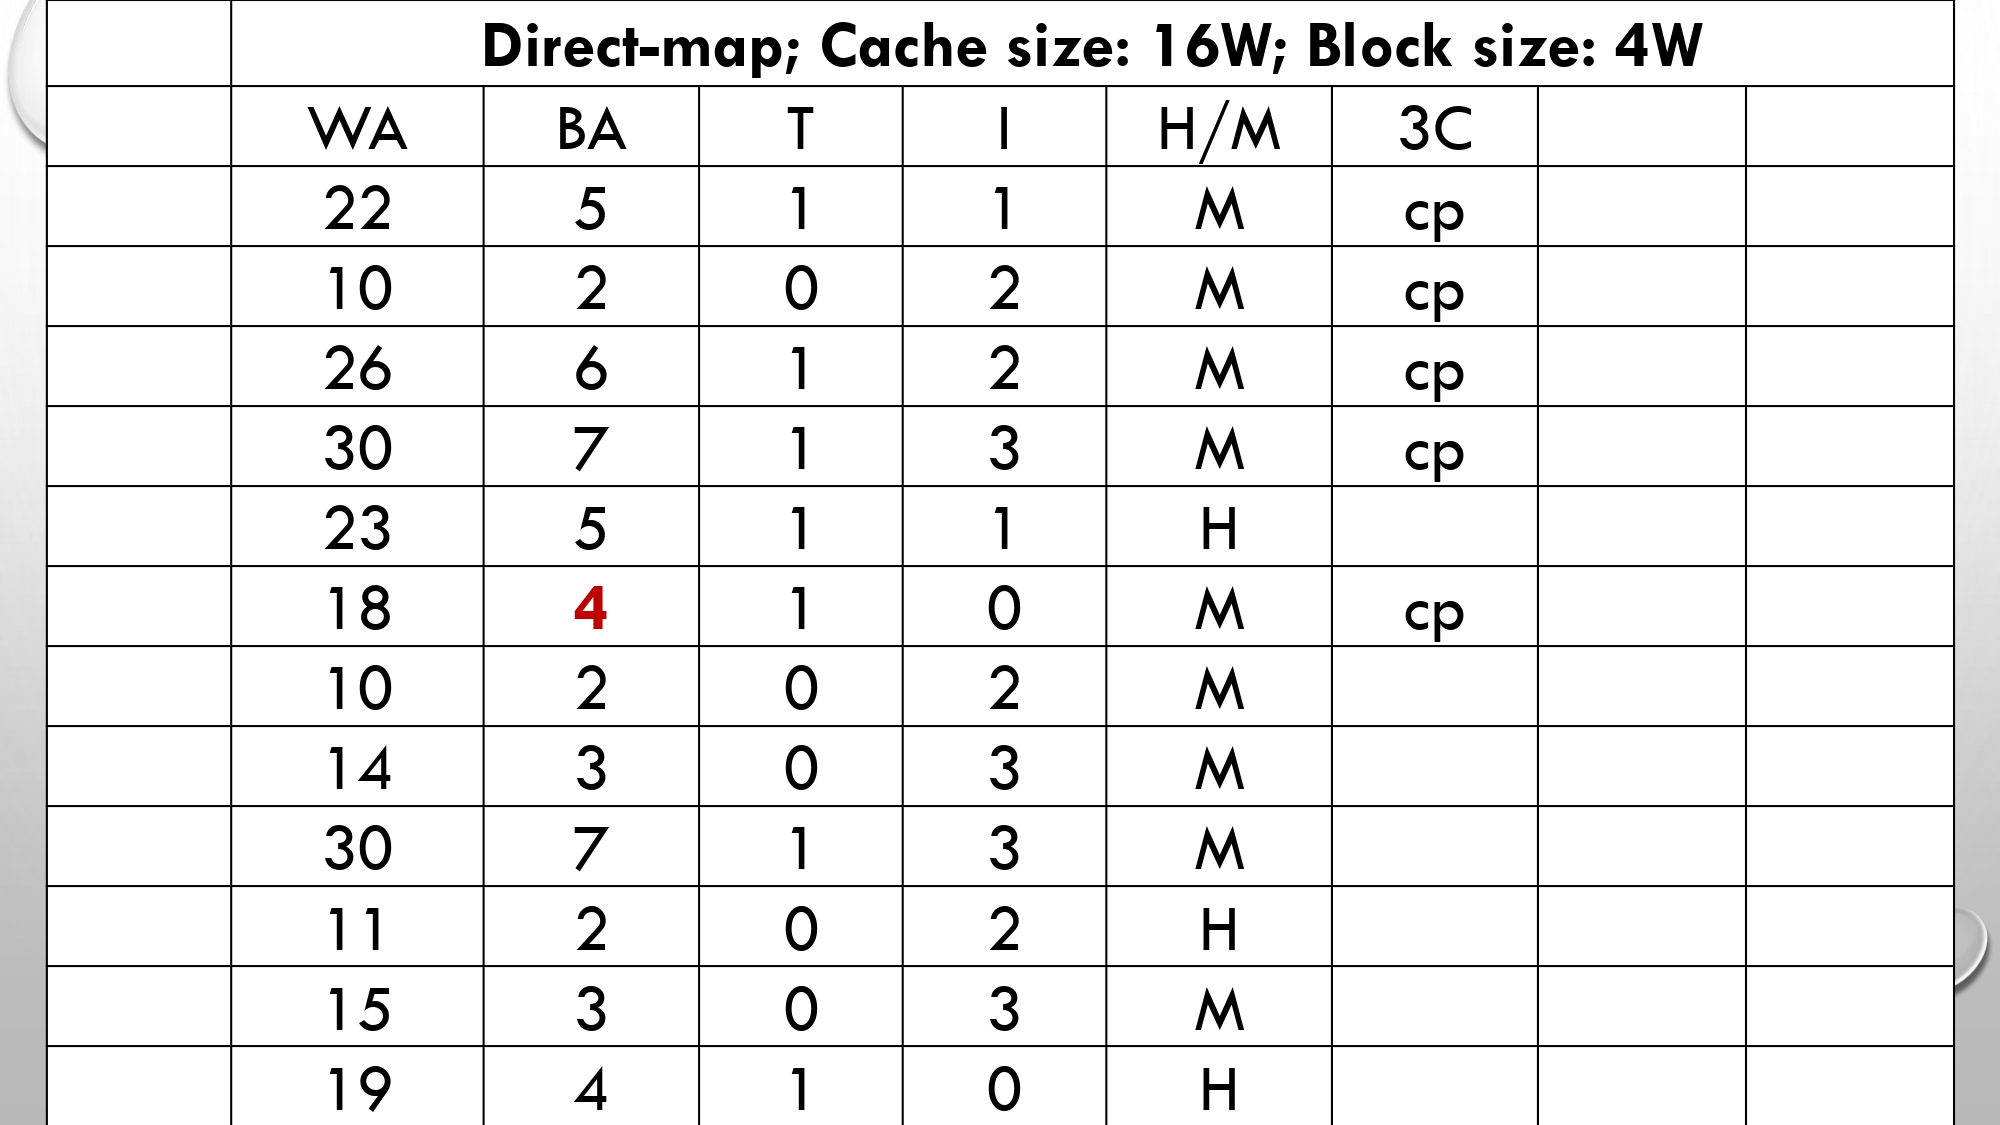 Direct-map; Cache size: 16W; Block size: 4W
WA BA T I H/M 3C
22 5 1 1 M cp
10 2 0 2 M cp
26 6 1 2 M cp
30 7 1 3 M cp
23 5 1 1 H
18 4 1 0 M cp
10 2 0 2 M
14 3 0 3 M
30 7 1 3 M
11 2 0 2 H
15 3 0 3 M
19 4 1 0 H